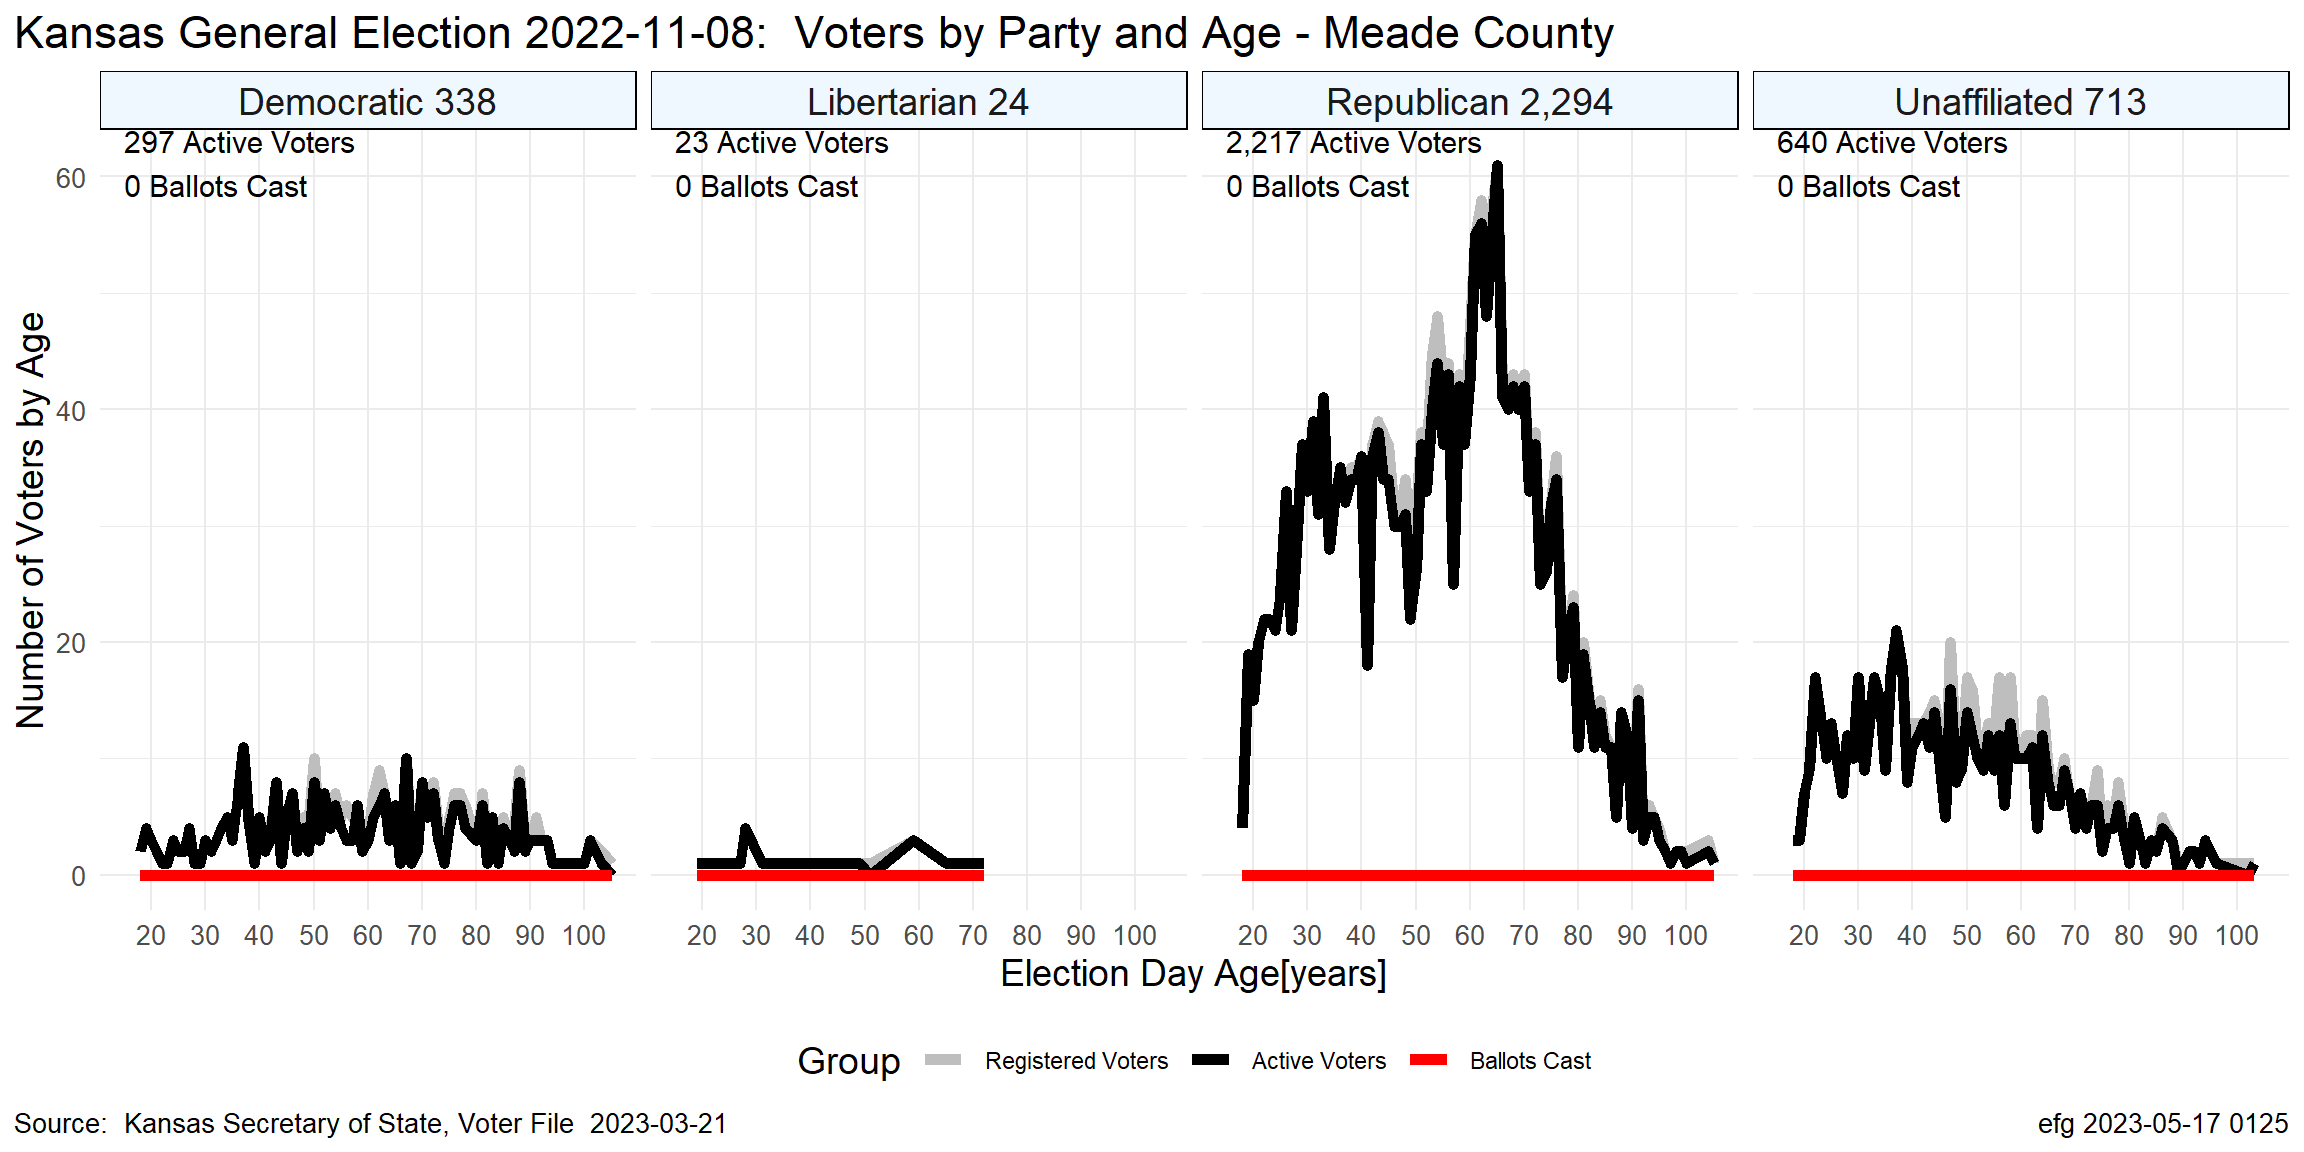 Kansas General Election 2022-11-08:  Voters by Party and Age - Meade County
Democratic 338
Libertarian 24
Republican 2,294
Unaffiliated 713
297 Active Voters
0 Ballots Cast
23 Active Voters
0 Ballots Cast
2,217 Active Voters
0 Ballots Cast
640 Active Voters
0 Ballots Cast
Number of Voters by Age
60
40
20
0
20 30 40 50 60 70 80 90 100
20 30 40 50 60 70 80 90 100
20 30 40 50 60 70 80 90 100
20 30 40 50 60 70 80 90 100
Election Day Age[years]
Group Registered Voters Active Voters Ballots Cast
Source:  Kansas Secretary of State, Voter File  2023-03-21
efg 2023-05-17 0125